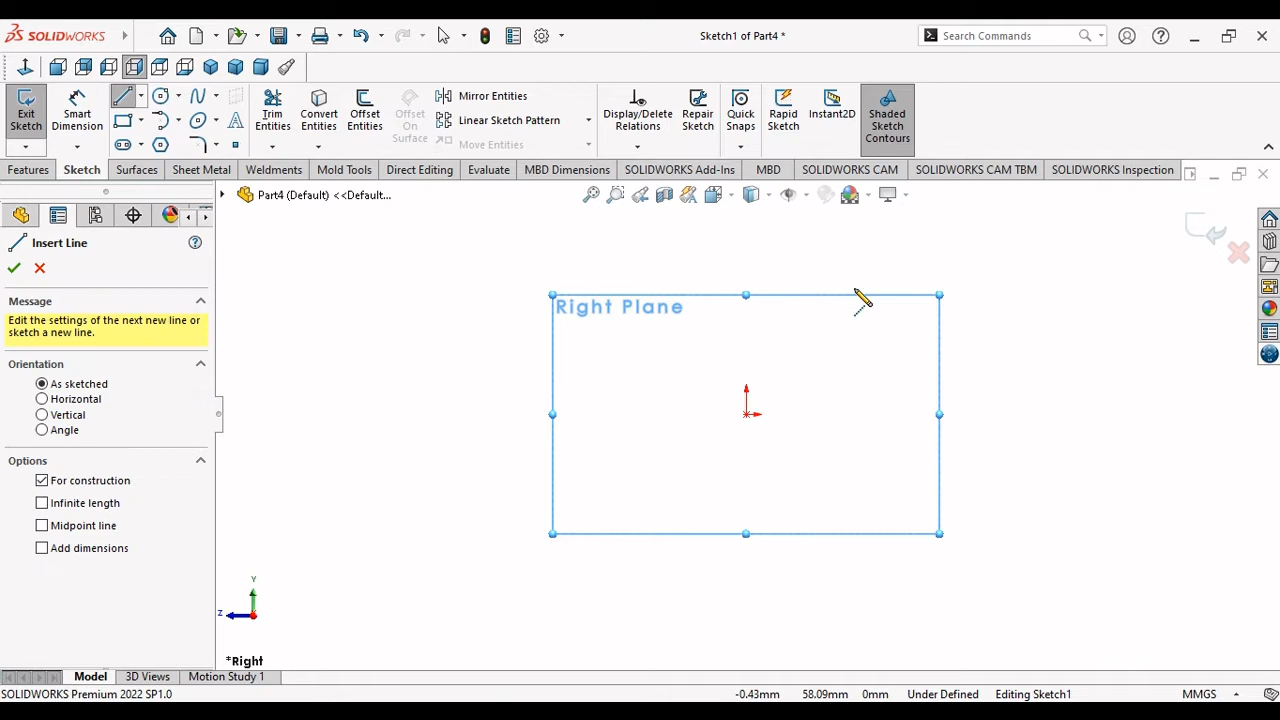 SOLIDWORKS
Sketch1 of Part4 *
Search Commands
Exit Sketch
Smart Dimension
Trim Entities
Convert Entities
Offset Entities
Offset On Surface
Mirror Entities
Linear Sketch Pattern
Move Entities
Display/Delete Relations
Repair Sketch
Quick Snaps
Rapid Sketch
Instant2D
Shaded Sketch Contours
Features
Sketch
Surfaces
Sheet Metal
Weldments
Mold Tools
Direct Editing
Evaluate
MBD Dimensions
SOLIDWORKS Add-Ins
MBD
SOLIDWORKS CAM
SOLIDWORKS CAM TBM
SOLIDWORKS Inspection
Part4 (Default) <<Default...
Insert Line
Message
Edit the settings of the next new line or
sketch a new line.
Orientation
As sketched
Horizontal
Vertical
Angle
Options
For construction
Infinite length
Midpoint line
Add dimensions
Right Plane
Y
Z
*Right
Model
3D Views
Motion Study 1
SOLIDWORKS Premium 2022 SP1.0
-0.43mm
58.09mm
0mm
Under Defined
Editing Sketch1
MMGS